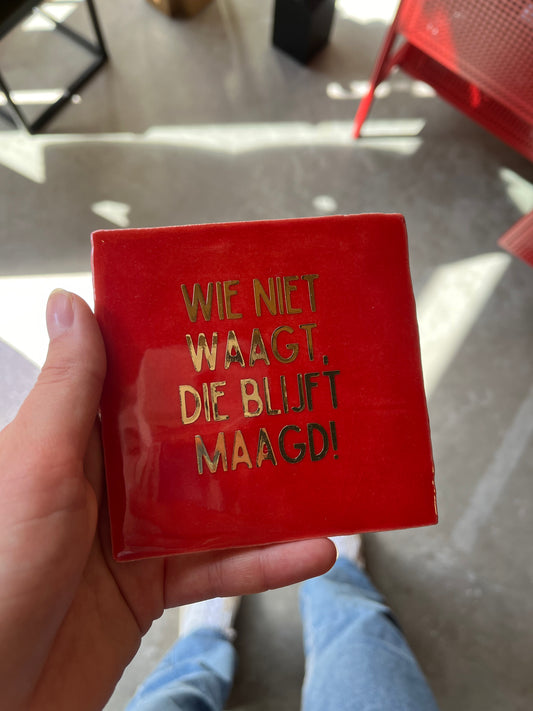 WIE NIET
WAAGT,
DIE BLIJFT
MAAGD!